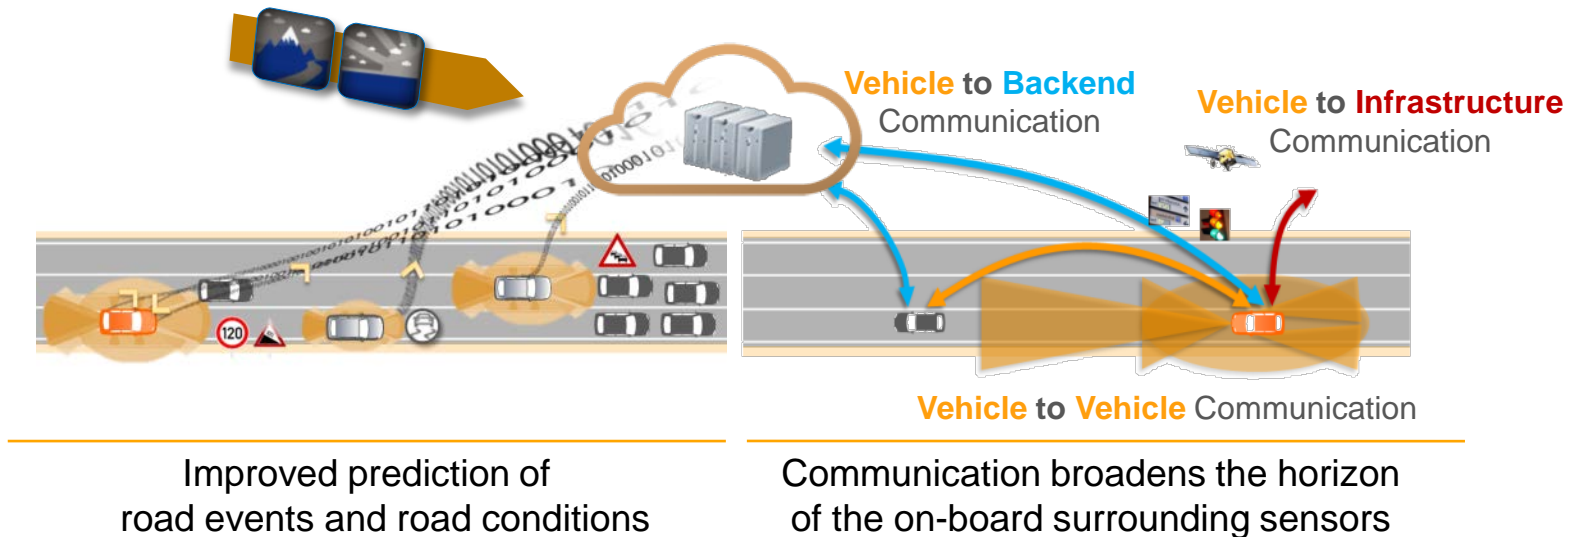 Vehicle to Backend
Communication
Vehicle to Infrastructure
Communication
120
Vehicle to Vehicle Communication
Improved prediction of
road events and road conditions
Communication broadens the horizon
of the on-board surrounding sensors